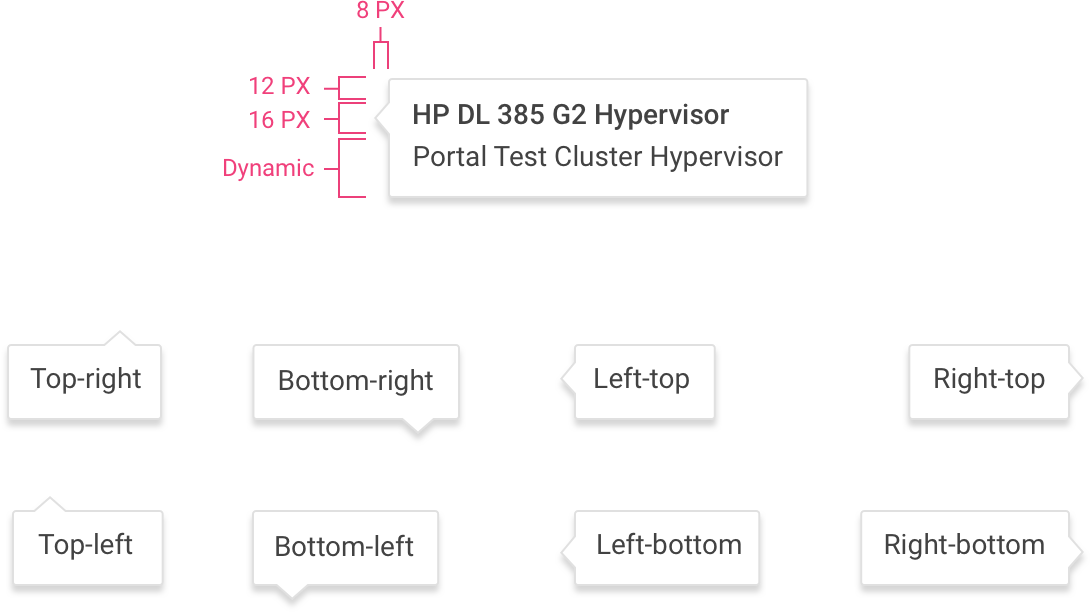 8 PX
12 PX
16 PX
Dynamic
HP DL 385 G2 Hypervisor
Portal Test Cluster Hypervisor
Top-right
Bottom-right
Left-top
Right-top
Top-left
Bottom-left
Left-bottom
Right-bottom